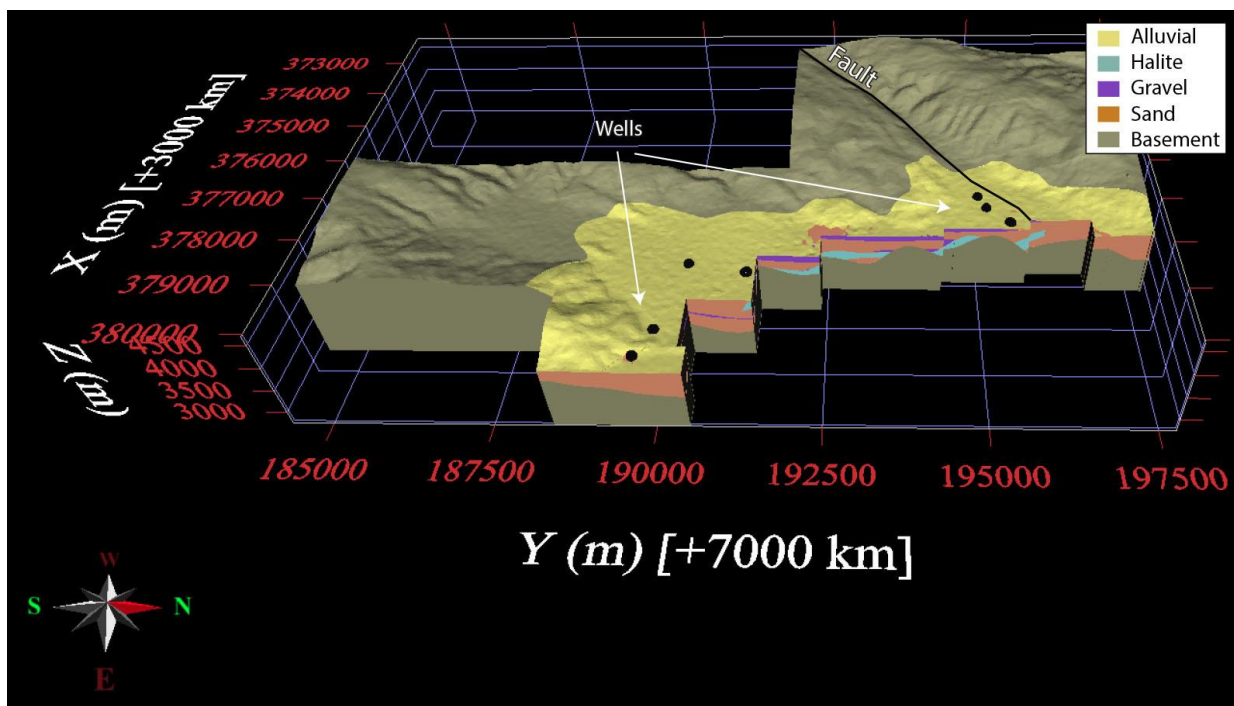 Alluvial
Halite
Gravel
Sand
Basement
Fault
Wells
373000
374000
375000
376000
377000
378000
379000
380000
X (m) [+3000 km]
4500
4000
3500
3000
Z (m)
185000
187500
190000
192500
195000
197500
Y (m) [+7000 km]
W
S
N
E